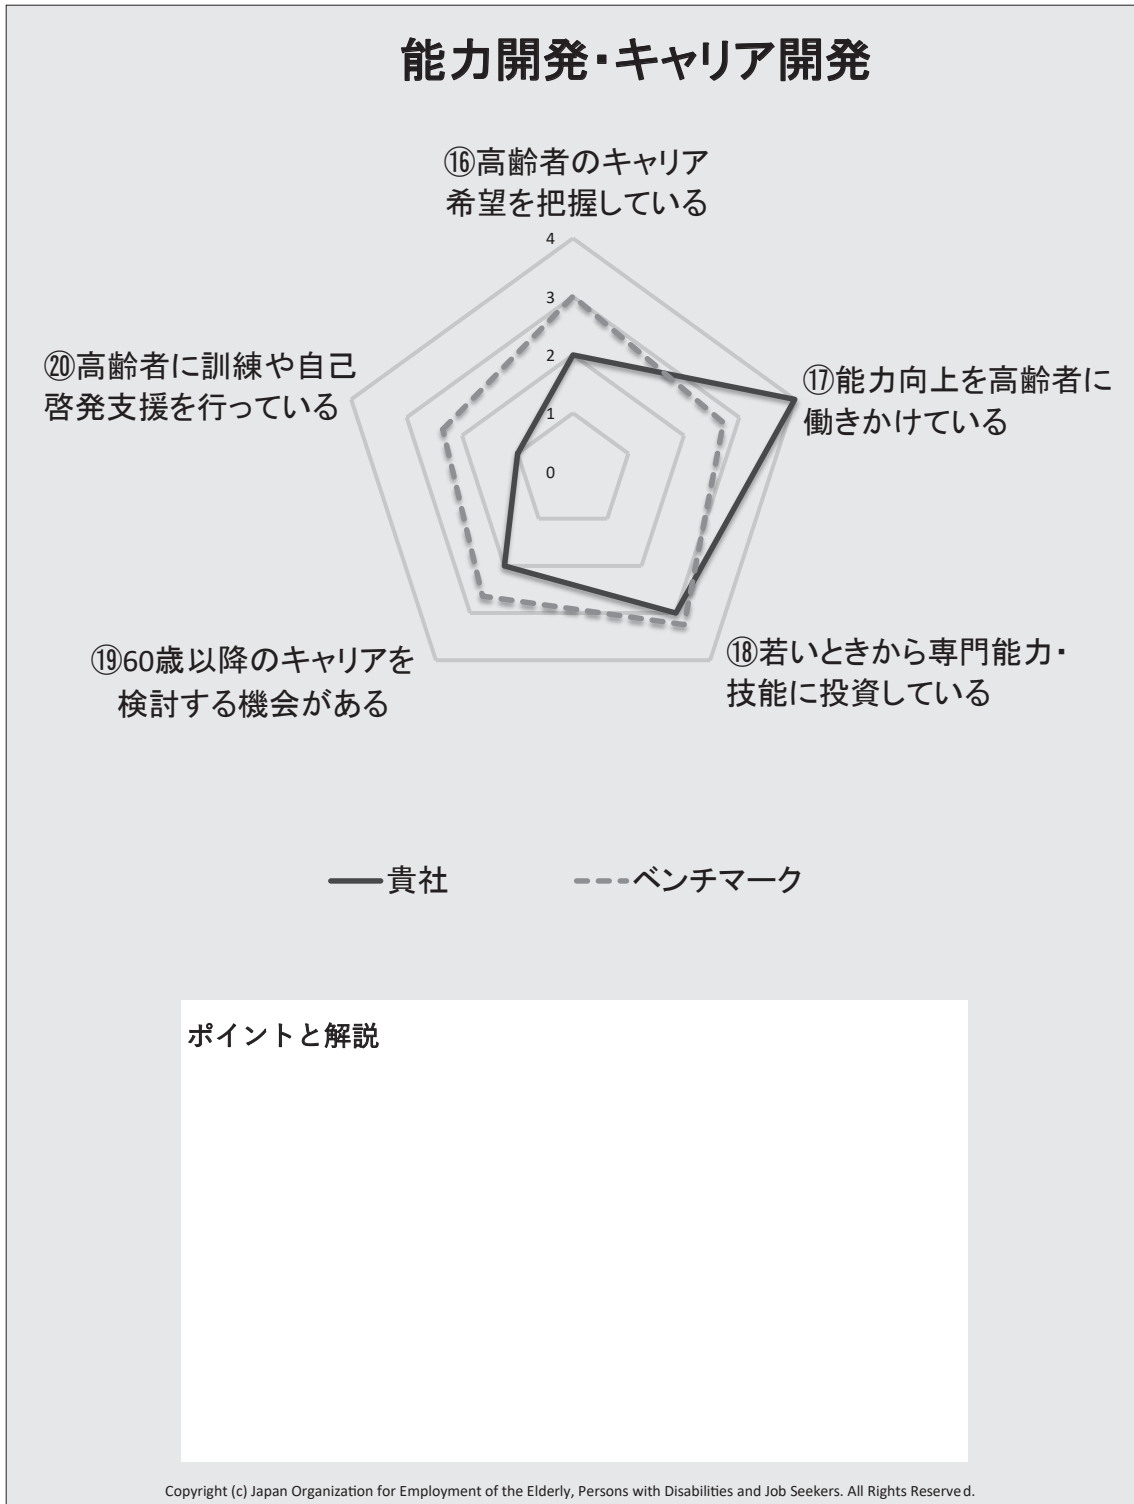 能力開発・キャリア開発
⑯高齢者のキャリア
希望を把握している
4
3
2
1
0
⑳高齢者に訓練や自己
啓発支援を行っている
⑰能力向上を高齢者に
働きかけている
⑲60歳以降のキャリアを
検討する機会がある
⑱若いときから専門能力・
技能に投資している
貴社
ベンチマーク
ポイントと解説
Copyright (c) Japan Organization for Employment of the Elderly, Persons with Disabilities and Job Seekers. All Rights Reserved.